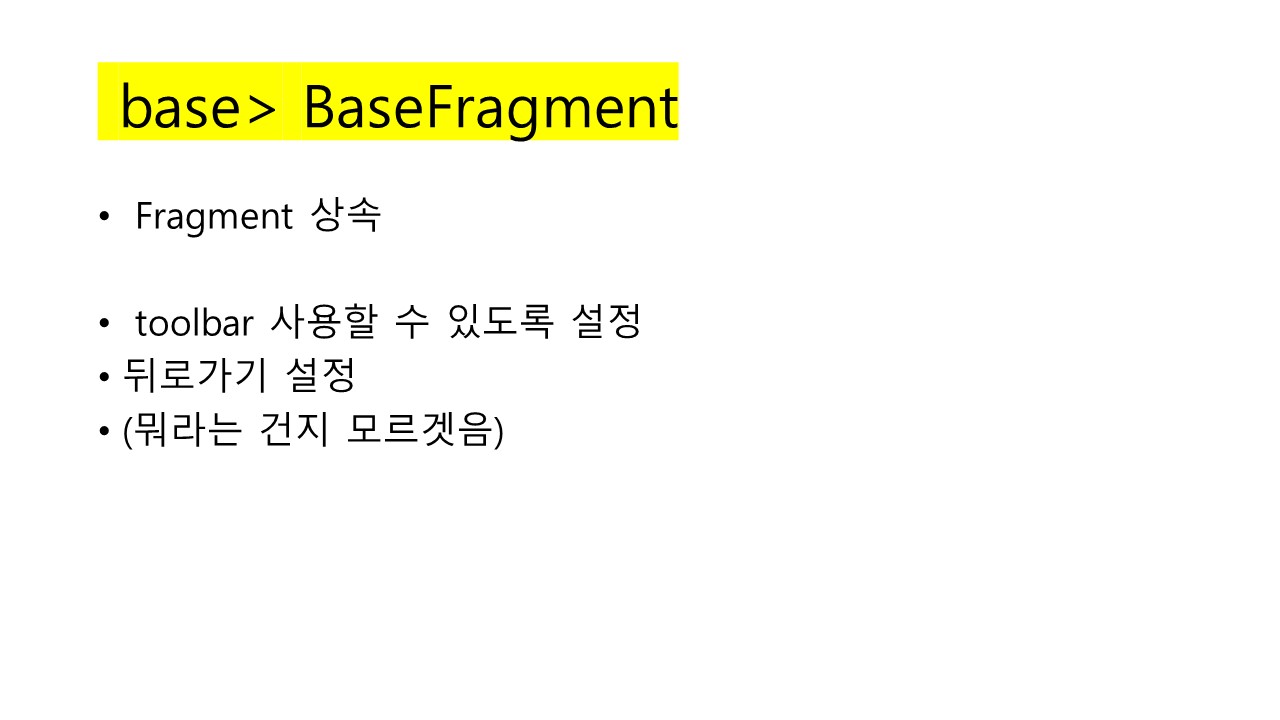 base> BaseFragment
• Fragment 상속
• toolbar 사용할 수 있도록 설정
• 뒤로가기 설정
• (뭐라는 건지 모르겟음)